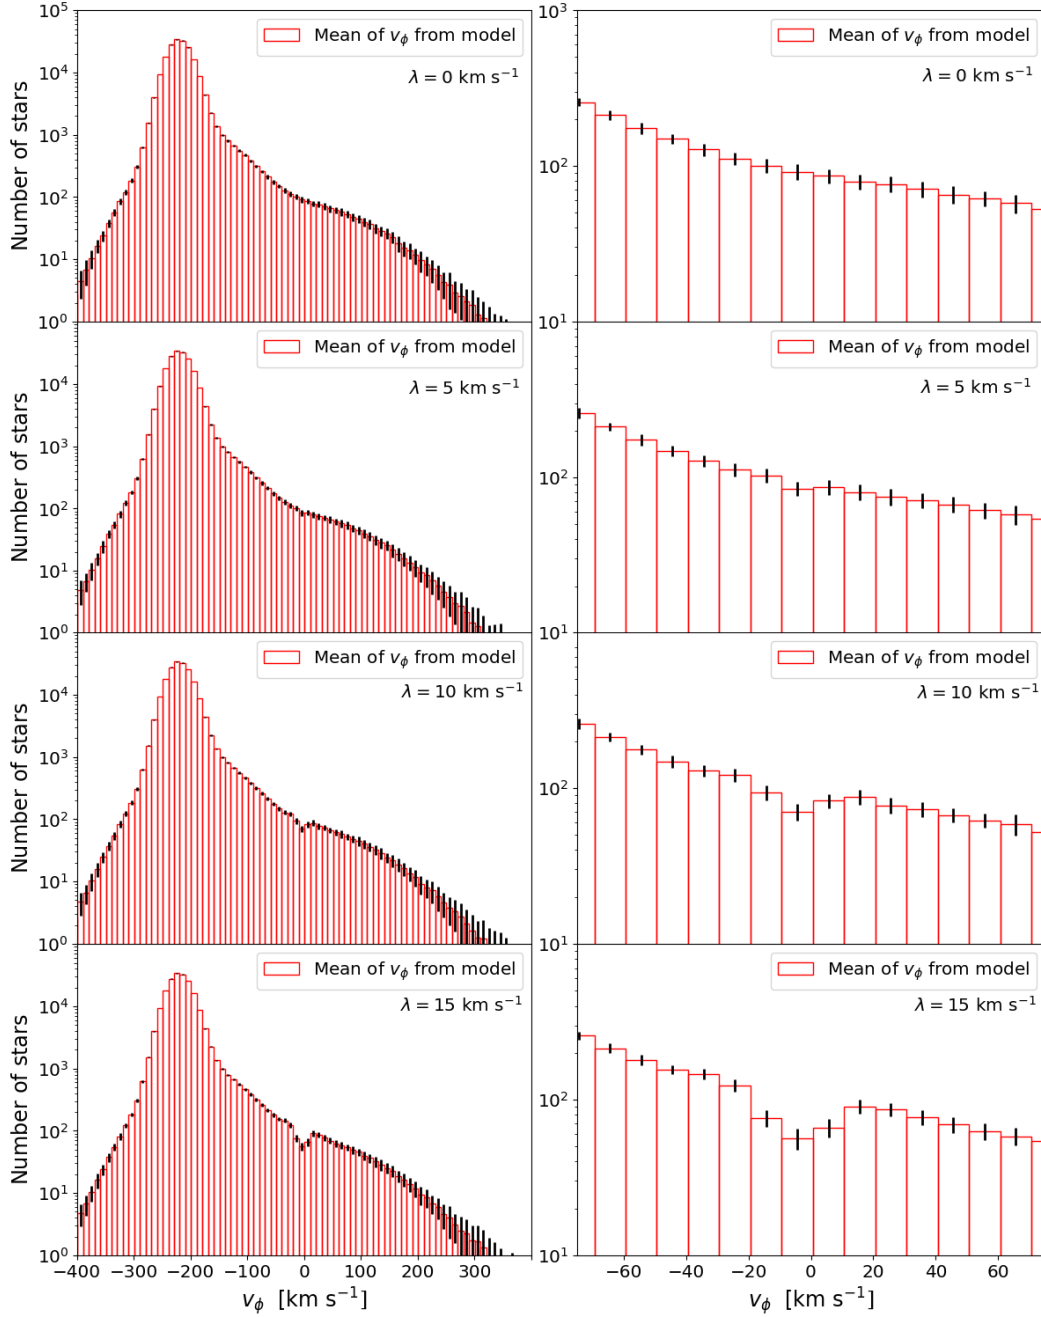 10^5
10^4
10^3
10^2
10^1
10^0
Number of stars
Mean of v_ϕ from model
λ = 0 km s^−1
10^3
10^2
10^1
Mean of v_ϕ from model
λ = 0 km s^−1
10^4
10^3
10^2
10^1
10^0
Number of stars
Mean of v_ϕ from model
λ = 5 km s^−1
10^2
10^1
Mean of v_ϕ from model
λ = 5 km s^−1
10^4
10^3
10^2
10^1
10^0
Number of stars
Mean of v_ϕ from model
λ = 10 km s^−1
10^2
10^1
Mean of v_ϕ from model
λ = 10 km s^−1
10^4
10^3
10^2
10^1
10^0
Number of stars
Mean of v_ϕ from model
λ = 15 km s^−1
10^2
10^1
Mean of v_ϕ from model
λ = 15 km s^−1
−400 −300 −200 −100 0 100 200 300
v_ϕ [km s^−1]
−60 −40 −20 0 20 40 60
v_ϕ [km s^−1]